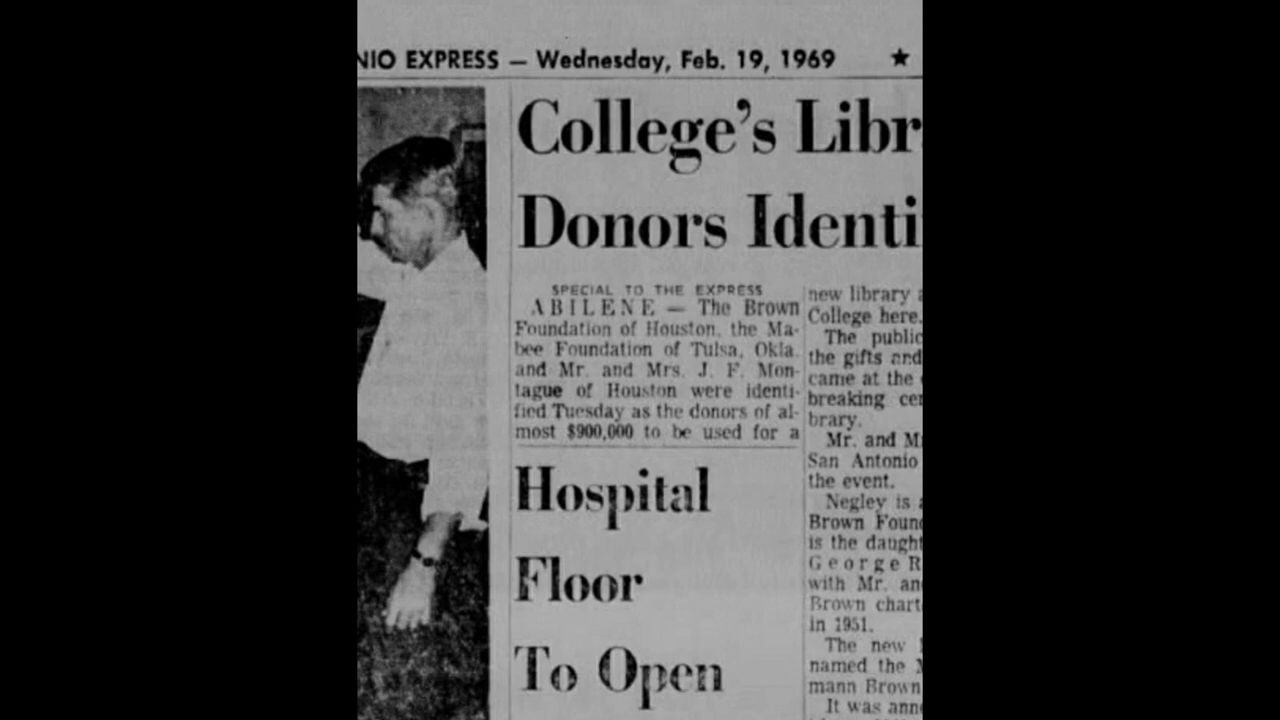 NIO EXPRESS — Wednesday, Feb. 19, 1969 ★
College's Libr
Donors Identi
SPECIAL TO THE EXPRESS
ABILENE — The Brown
Foundation of Houston, the Ma-
bee Foundation of Tulsa, Okla.
and Mr. and Mrs. J. F. Mon-
tague of Houston were identi-
fied Tuesday as the donors of al-
most $900,000 to be used for a
new library
College here.
The public
the gifts and
came at the
breaking cer
brary.
Mr. and M
San Antonio
the event.
Negley is
Brown Foun
is the daught
George R
with Mr. an
Brown chart
in 1951.
The new
named the
mann Brown
It was ann
Hospital
Floor
To Open